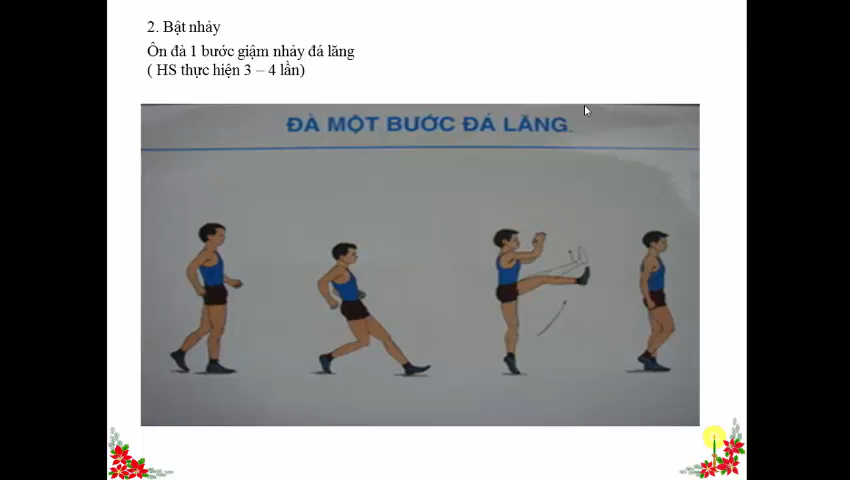 2. Bật nhảy
Ôn đà 1 bước giậm nhảy đá lăng
( HS thực hiện 3 – 4 lần)
ĐÀ MỘT BƯỚC ĐÁ LĂNG.